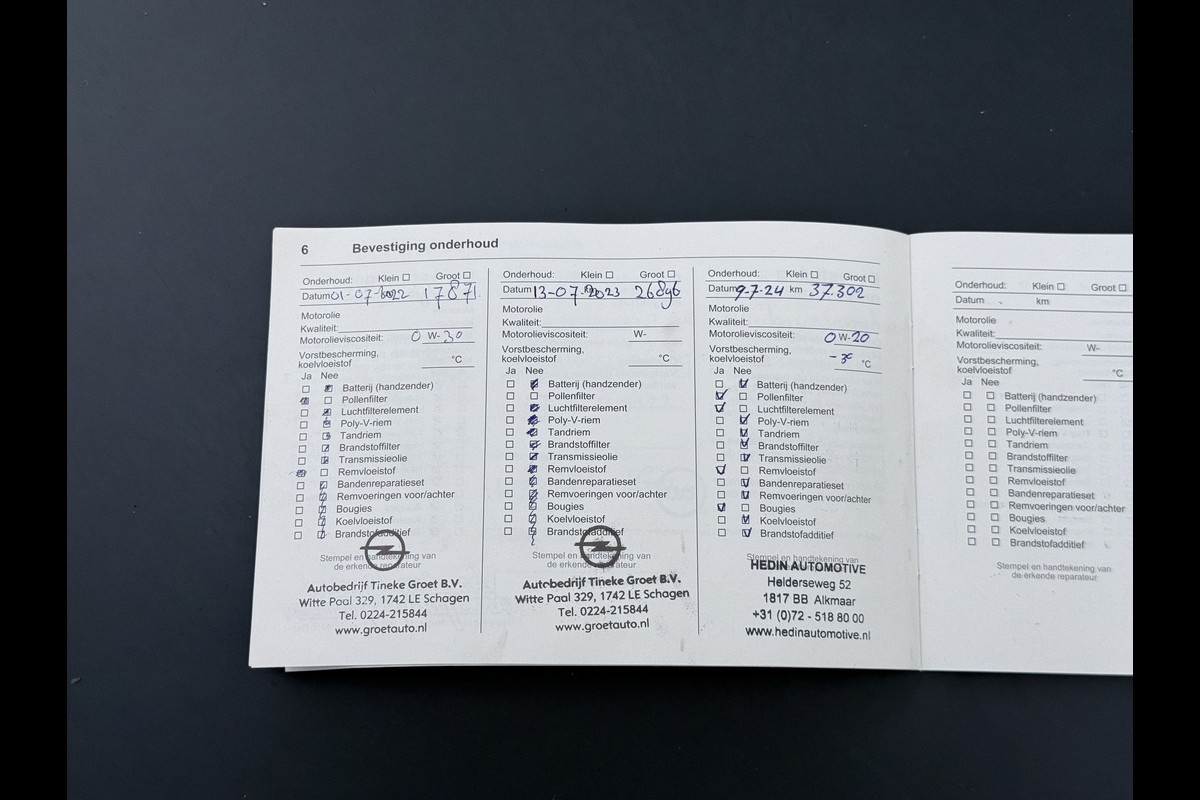 6 Bevestiging onderhoud
Onderhoud: Klein Groot
Datum 01-07-2022 17871
Motorolie
Kwaliteit:
Motorolieviscositeit: 0 W-30
Vorstbescherming,
koelvloeistof °C
Ja Nee
Batterij (handzender)
Pollenfilter
Luchtfilterelement
Poly-V-riem
Tandriem
Brandstoffilter
Transmissieolie
Remvloeistof
Bandenreparatieset
Remvoeringen voor/achter
Bougies
Koelvloeistof
Brandstofadditief
Stempel en handtekening van
de erkende reparateur
Autobedrijf Tineke Groet B.V.
Witte Paal 329, 1742 LE Schagen
Tel. 0224-215844
www.groetauto.nl
Onderhoud: Klein Groot
Datum 13-07-2023 26896
Motorolie
Kwaliteit:
Motorolieviscositeit: W-
Vorstbescherming,
koelvloeistof °C
Ja Nee
Batterij (handzender)
Pollenfilter
Luchtfilterelement
Poly-V-riem
Tandriem
Brandstoffilter
Transmissieolie
Remvloeistof
Bandenreparatieset
Remvoeringen voor/achter
Bougies
Koelvloeistof
Brandstofadditief
Stempel en handtekening van
de erkende reparateur
Autobedrijf Tineke Groet B.V.
Witte Paal 329, 1742 LE Schagen
Tel. 0224-215844
www.groetauto.nl
Onderhoud: Klein Groot
Datum 9-7-24 km 37.302
Motorolie
Kwaliteit:
Motorolieviscositeit: 0 W-20
Vorstbescherming,
koelvloeistof °C
Ja Nee
Batterij (handzender)
Pollenfilter
Luchtfilterelement
Poly-V-riem
Tandriem
Brandstoffilter
Transmissieolie
Remvloeistof
Bandenreparatieset
Remvoeringen voor/achter
Bougies
Koelvloeistof
Brandstofadditief
Stempel en handtekening van
HEDIN AUTOMOTIVE
Helderseweg 52
1817 BB Alkmaar
+31 (0)72 - 518 80 00
www.hedinautomotive.nl
Onderhoud: Klein Groot
Datum km
Motorolie
Kwaliteit:
Motorolieviscositeit: W-
Vorstbescherming,
koelvloeistof °C
Ja Nee
Batterij (handzender)
Pollenfilter
Luchtfilterelement
Poly-V-riem
Tandriem
Brandstoffilter
Transmissieolie
Remvloeistof
Bandenreparatieset
Remvoeringen voor/achter
Bougies
Koelvloeistof
Brandstofadditief
Stempel en handtekening van
de erkende reparateur